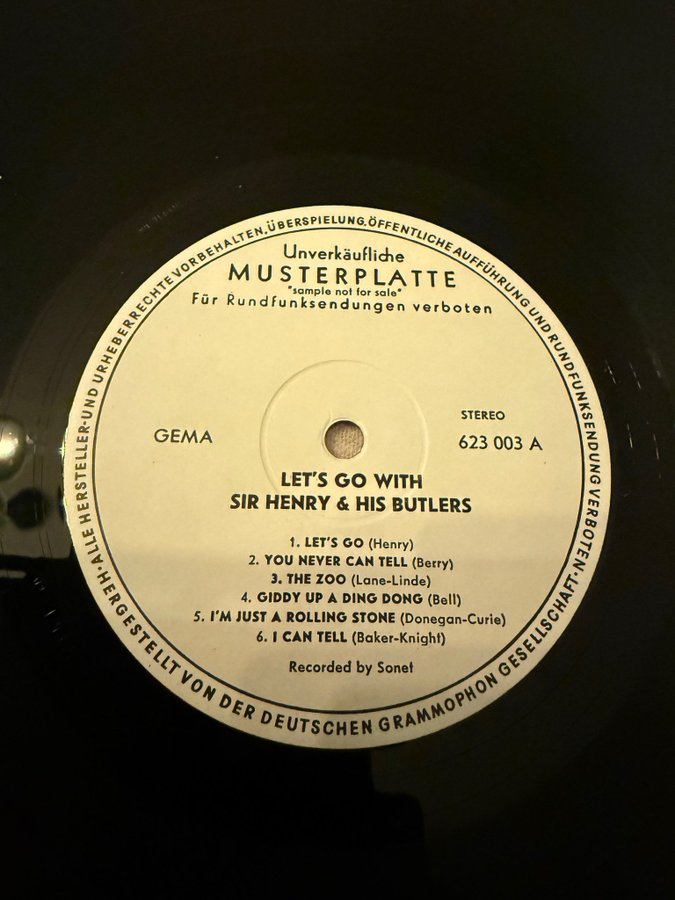 ·ALLE HERSTELLER-UND URHEBERRECHTE VORBEHALTEN,ÜBERSPIELUNG.ÖFFENTLICHE AUFFÜHRUNG UND RUNDFUNKSENDUNG VERBOTEN·
Unverkäufliche
MUSTERPLATTE
"sample not for sale"
Für Rundfunksendungen verboten
GEMA
STEREO
623 003 A
LET'S GO WITH
SIR HENRY & HIS BUTLERS
1. LET'S GO (Henry)
2. YOU NEVER CAN TELL (Berry)
3. THE ZOO (Lane-Linde)
4. GIDDY UP A DING DONG (Bell)
5. I'M JUST A ROLLING STONE (Donegan-Curie)
6. I CAN TELL (Baker-Knight)
Recorded by Sonet
HERGESTELLT VON DER DEUTSCHEN GRAMMOPHON GESELLSCHAFT·